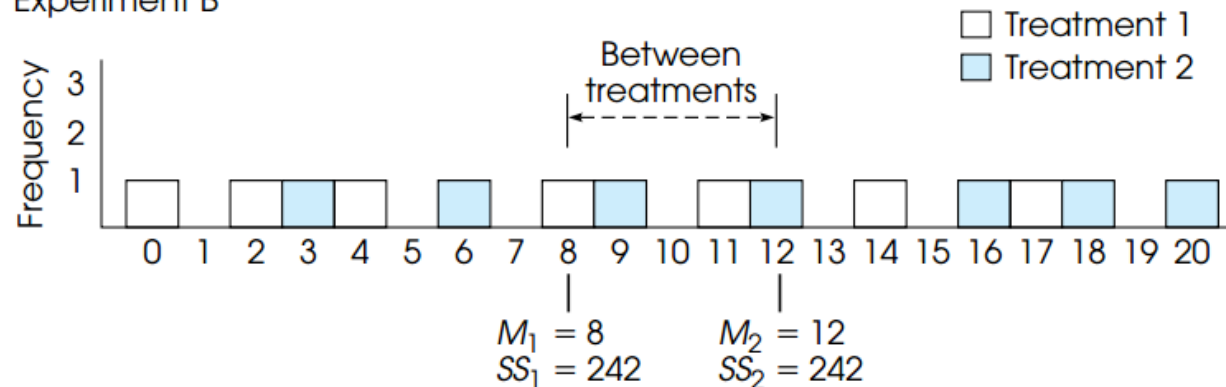 Experiment B
Treatment 1
Treatment 2
Between
treatments
Frequency
3
2
1
0 1 2 3 4 5 6 7 8 9 10 11 12 13 14 15 16 17 18 19 20
M₁ = 8 M₂ = 12
SS₁ = 242 SS₂ = 242